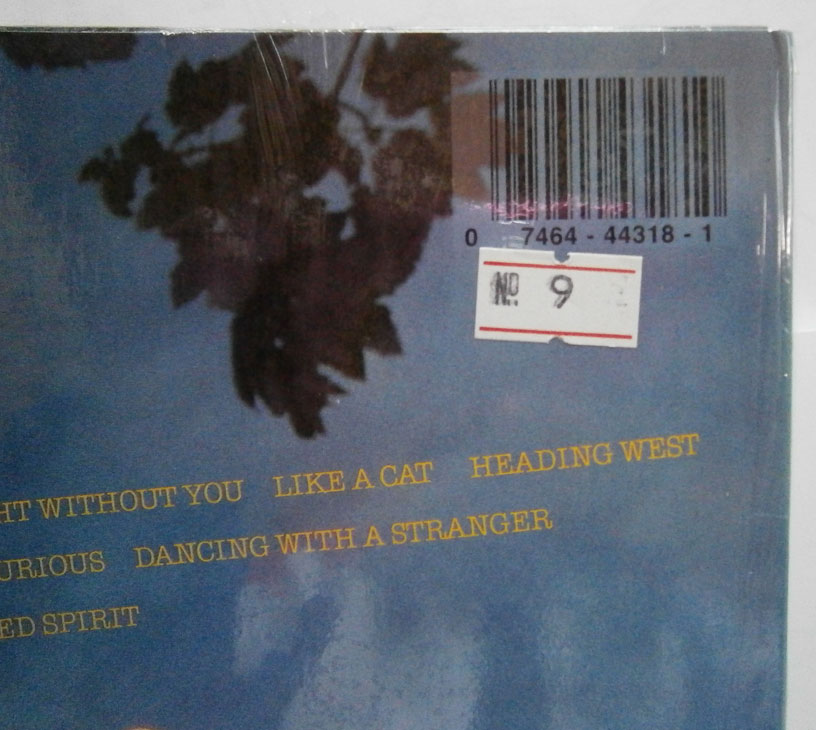 0 7464 - 44318 - 1
NO. 9
HT WITHOUT YOU LIKE A CAT HEADING WEST
URIOUS DANCING WITH A STRANGER
ED SPIRIT